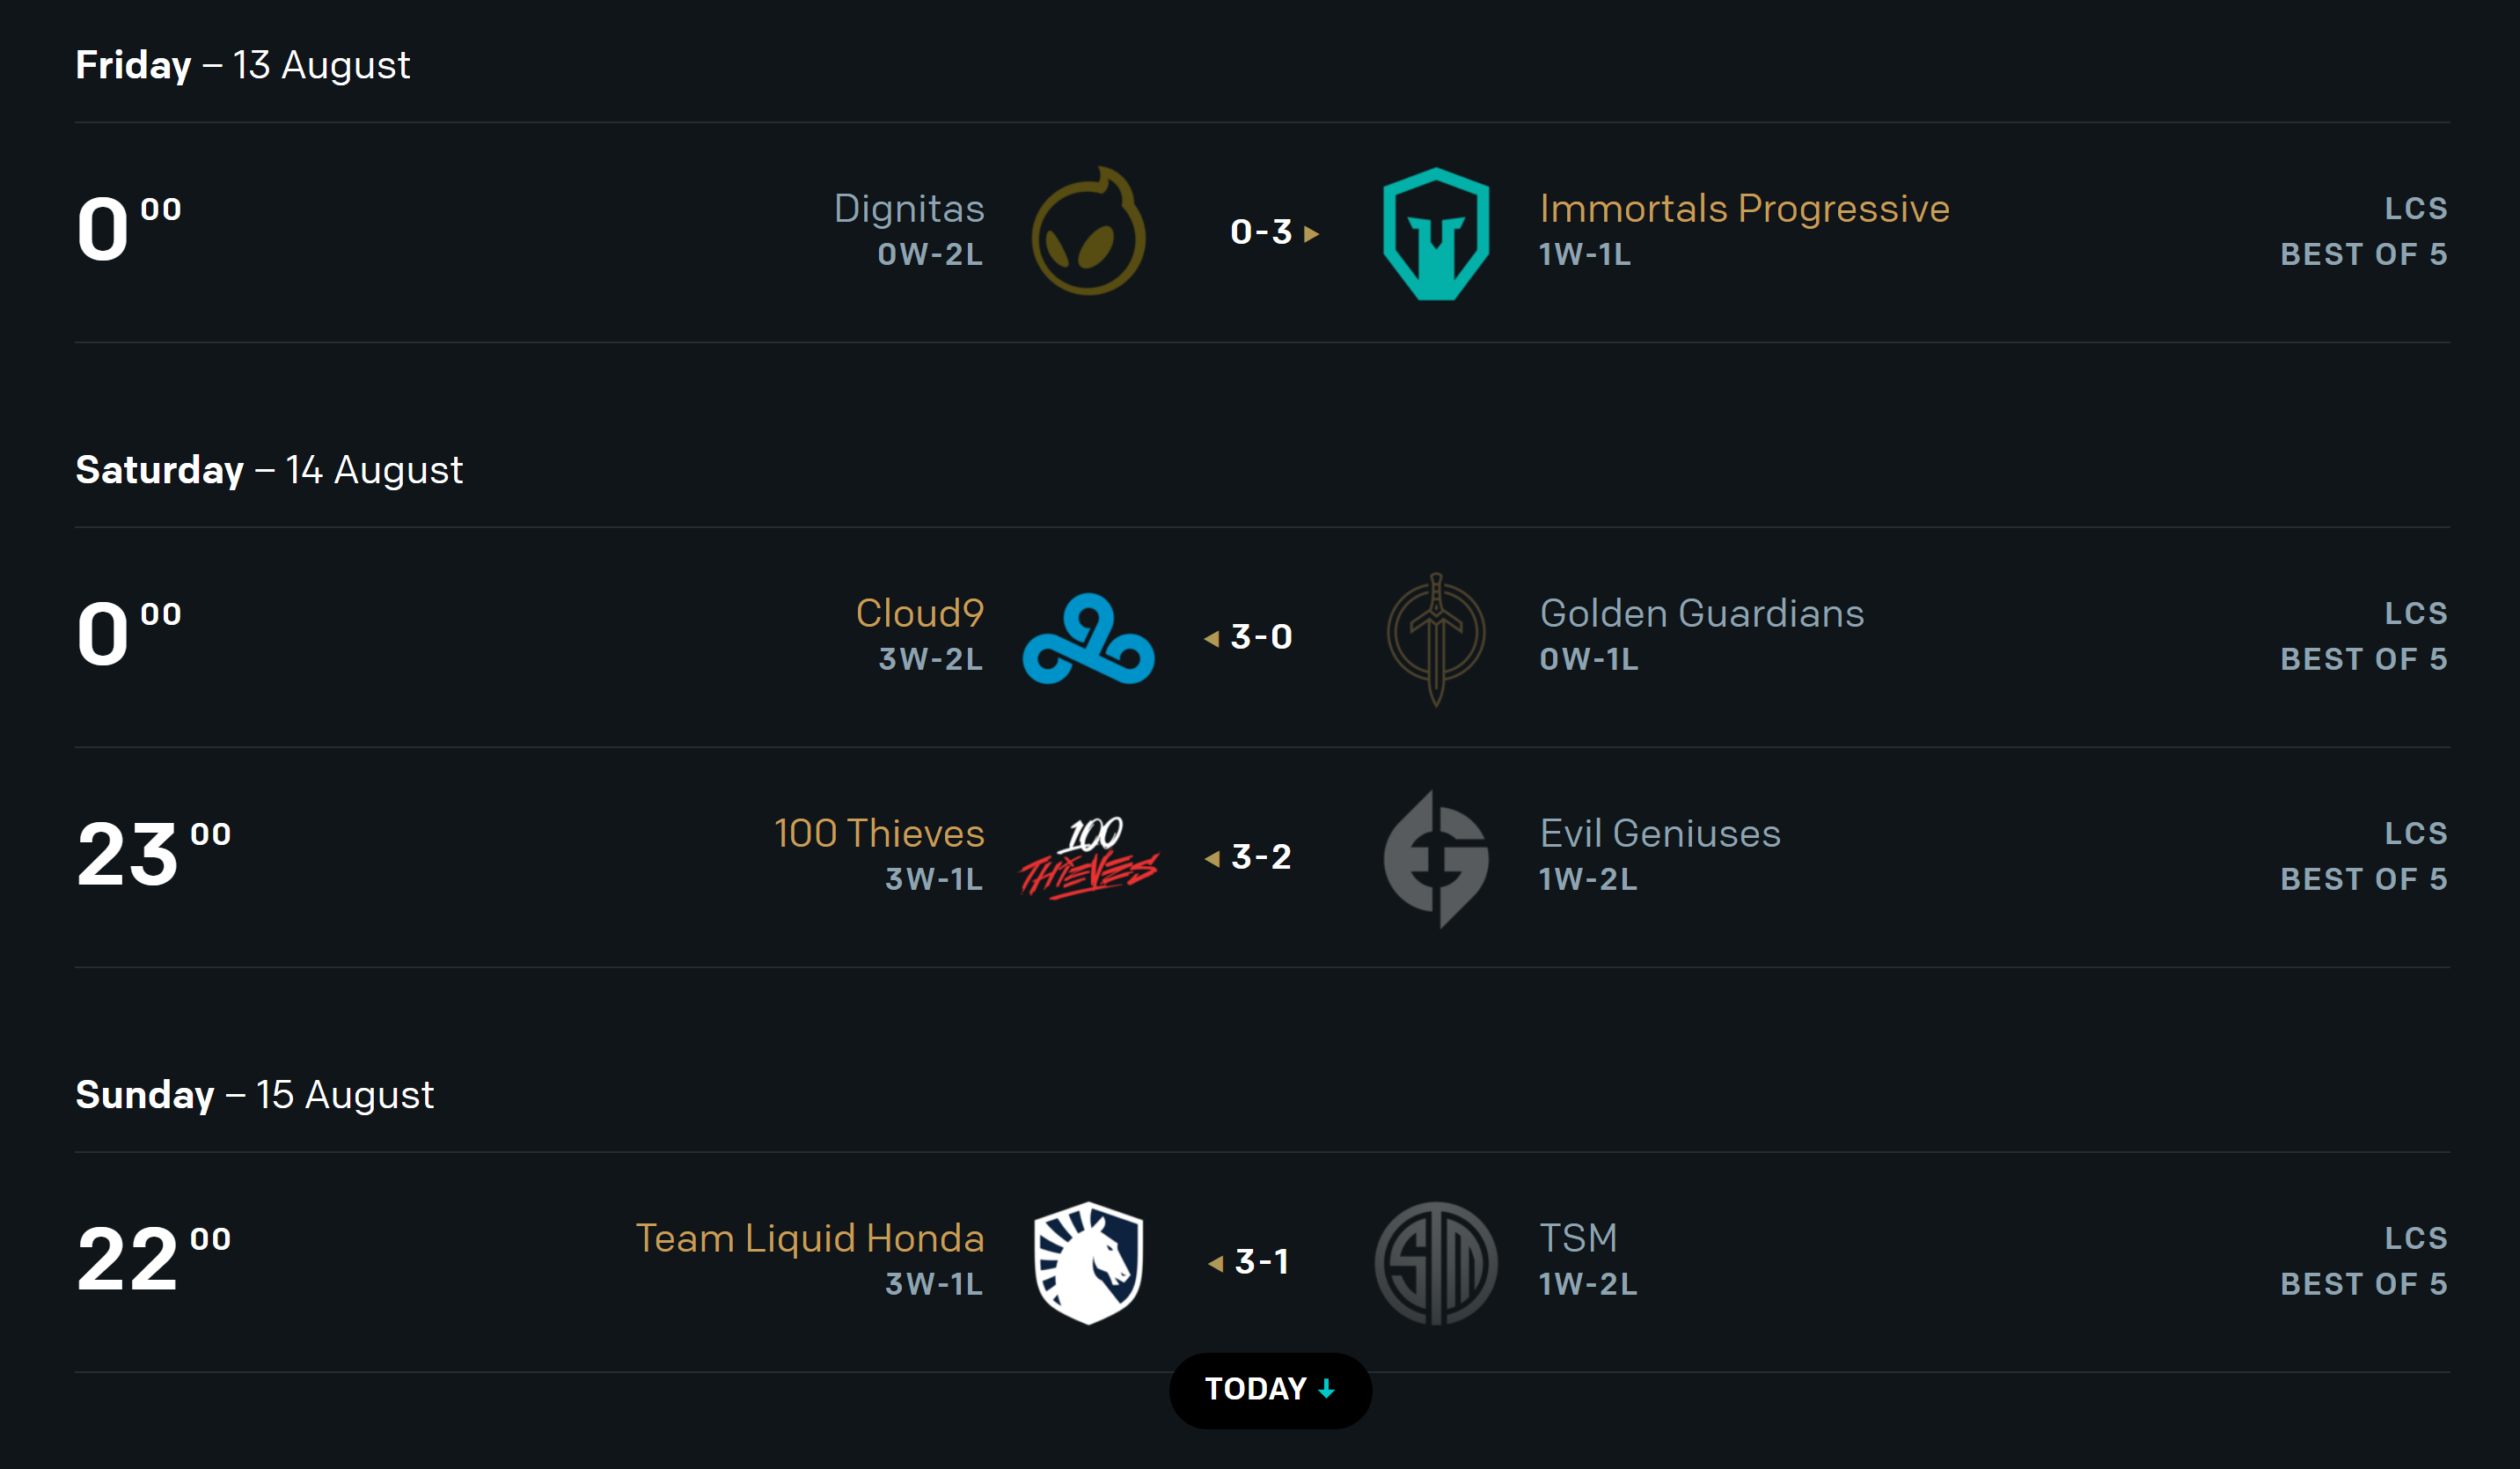 Friday – 13 August
0 00
Dignitas
0W-2L
0-3
Immortals Progressive
1W-1L
LCS
BEST OF 5
Saturday – 14 August
0 00
Cloud9
3W-2L
3-0
Golden Guardians
0W-1L
LCS
BEST OF 5
23 00
100 Thieves
3W-1L
100
THIEVES
3-2
Evil Geniuses
1W-2L
LCS
BEST OF 5
Sunday – 15 August
22 00
Team Liquid Honda
3W-1L
3-1
TSM
TSM
1W-2L
LCS
BEST OF 5
TODAY